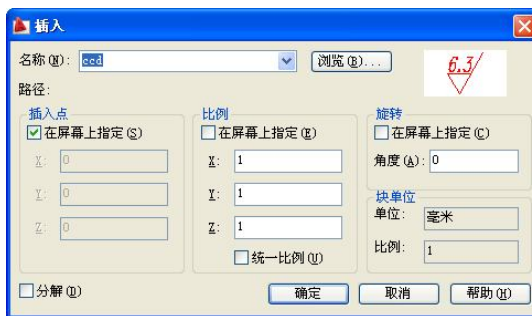 插入
名称(N): ccd 浏览(B)...
6.3
路径:
插入点 比例 旋转
在屏幕上指定(S) 在屏幕上指定(E) 在屏幕上指定(C)
X: 0 X: 1 角度(A): 0
Y: 0 Y: 1 块单位
单位: 毫米
Z: 0 Z: 1 比例: 1
统一比例(U)
分解(D) 确定 取消 帮助(H)